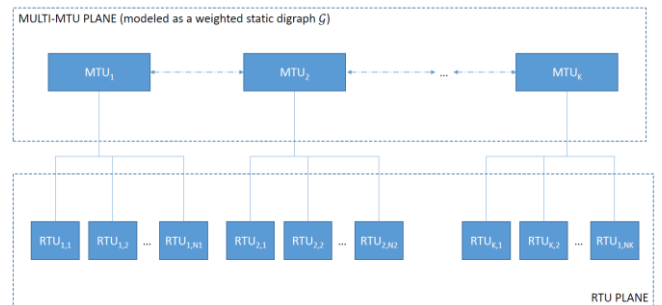 MULTI-MTU PLANE (modeled as a weighted static digraph 𝒢)
MTU₁ MTU₂ ... MTUK
RTU₁,₁ RTU₁,₂ ... RTU₁,N1 RTU₂,₁ RTU₂,₂ ... RTU₂,N2 RTUK,₁ RTUK,₂ ... RTU₁,NK
RTU PLANE